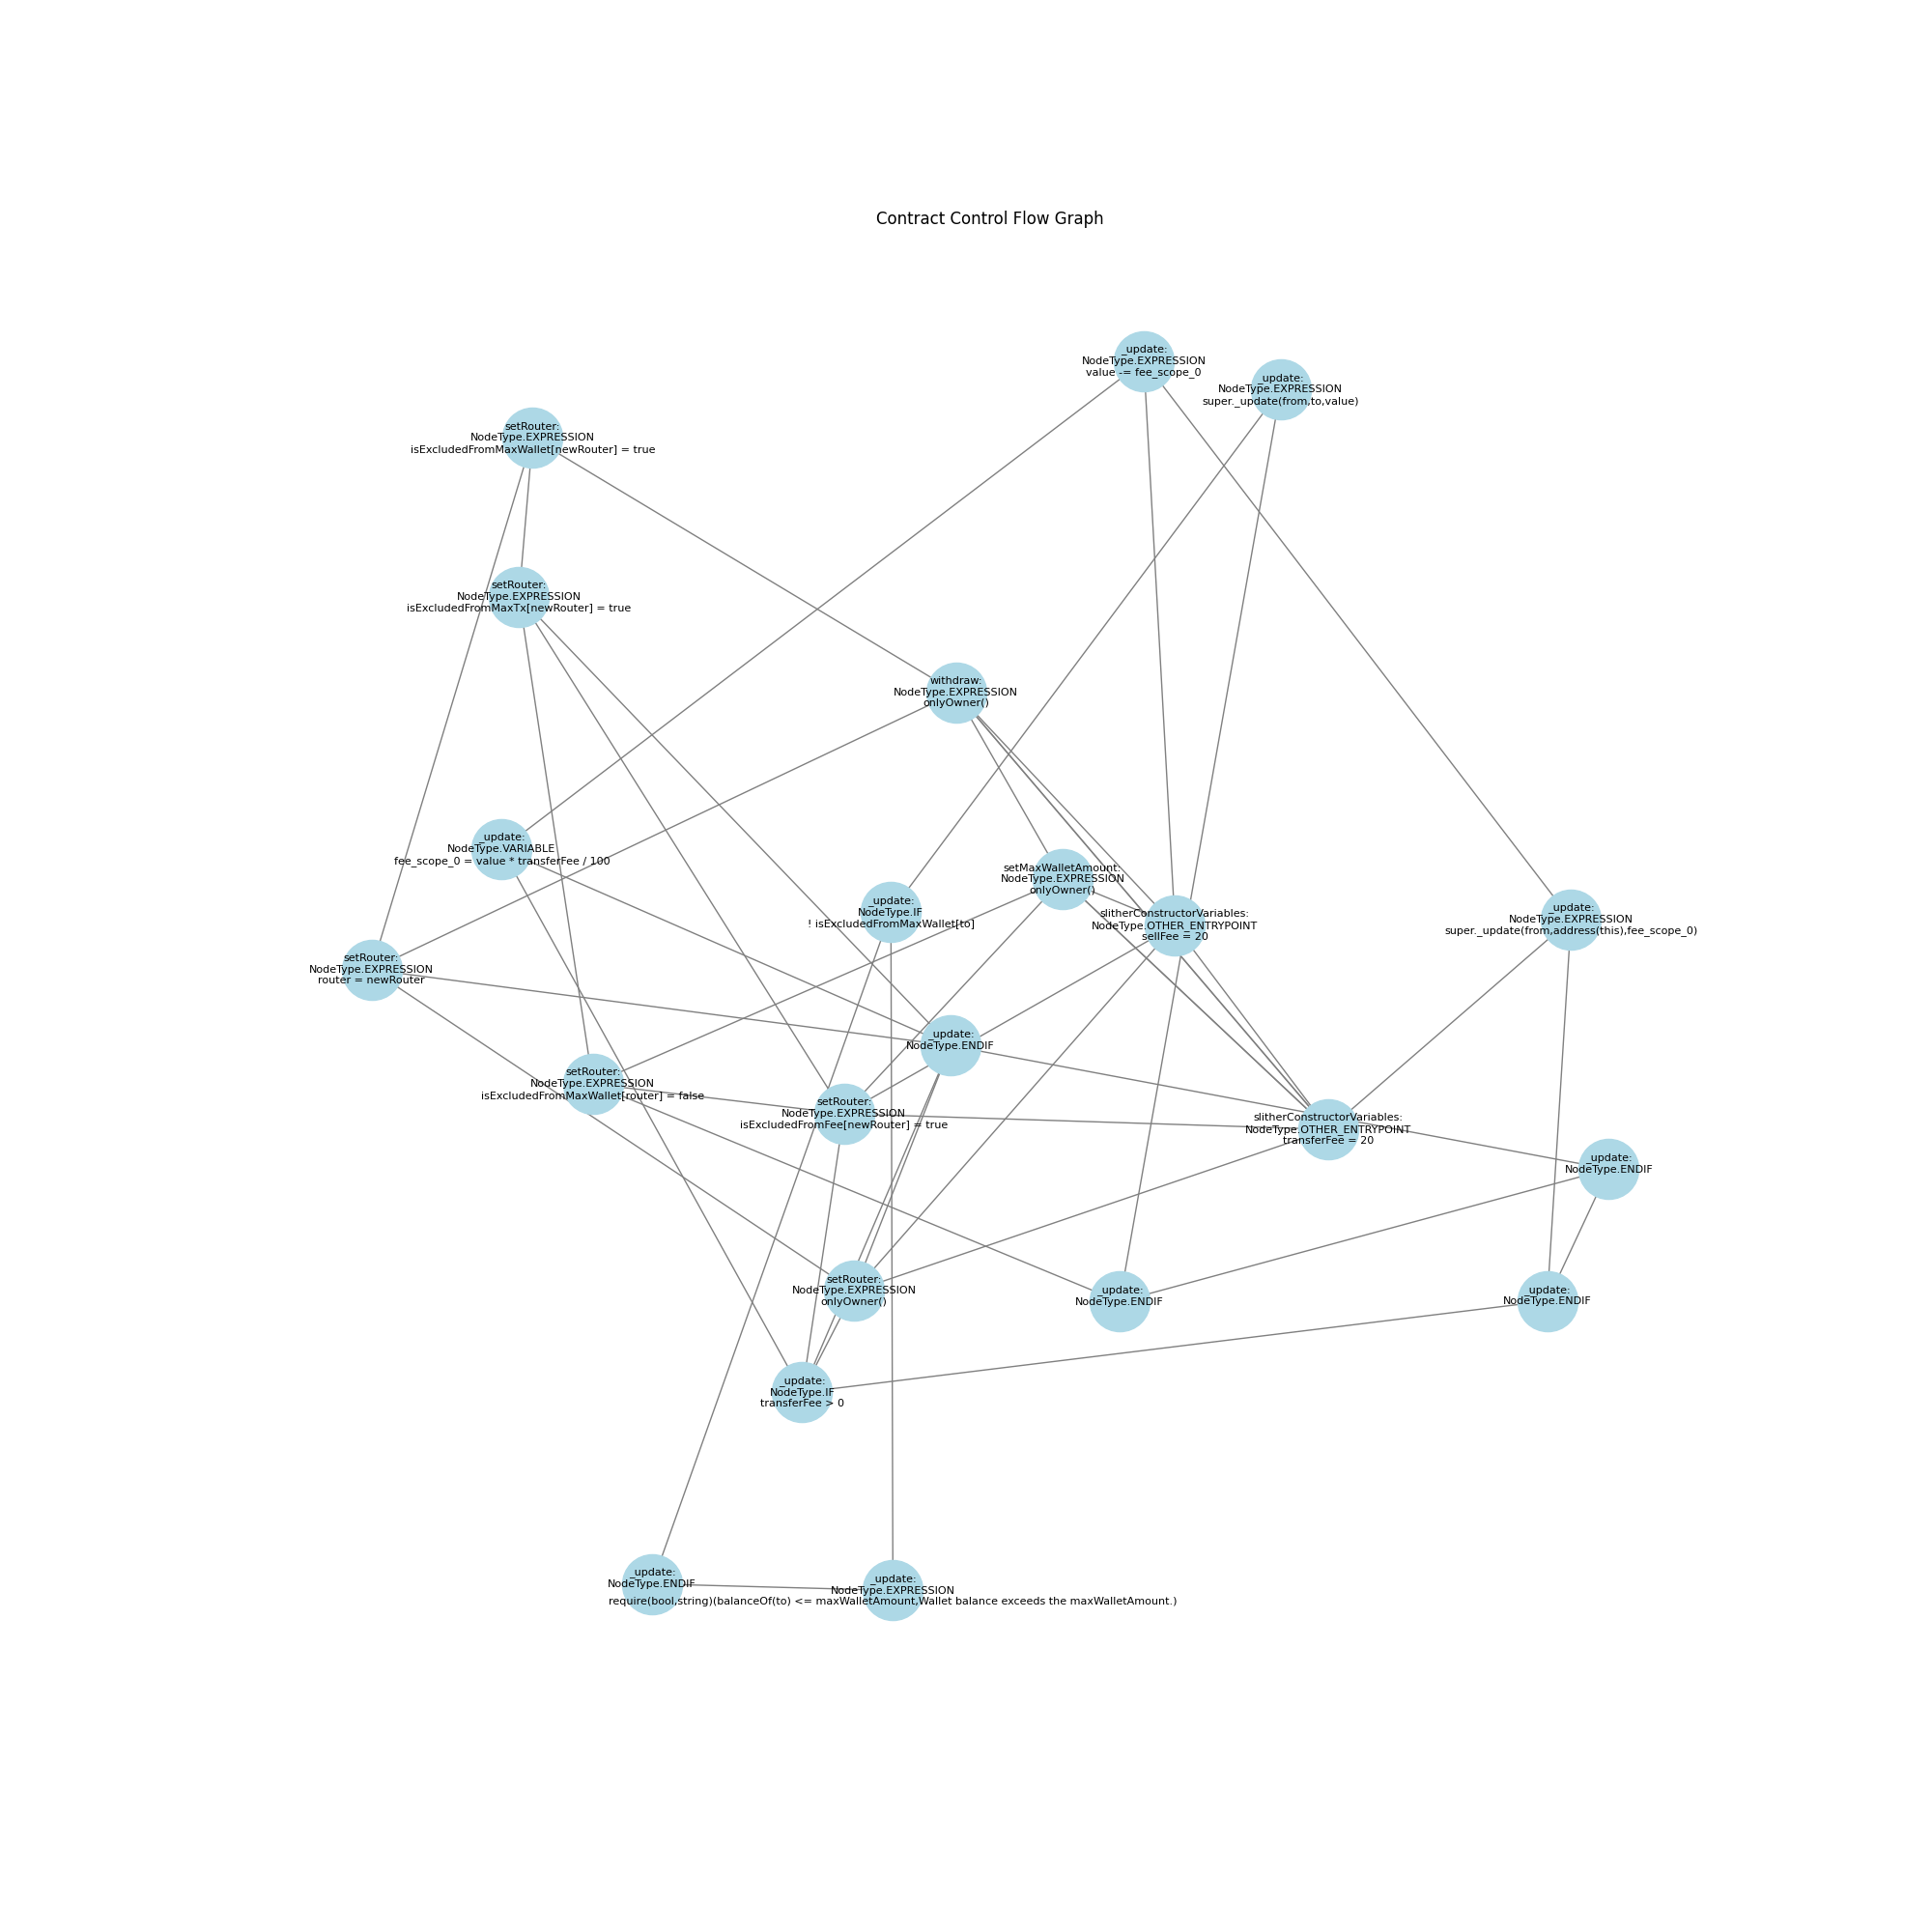 Contract Control Flow Graph
_update:
NodeType.EXPRESSION
value -= fee_scope_0
_update:
NodeType.EXPRESSION
super._update(from,to,value)
setRouter:
NodeType.EXPRESSION
isExcludedFromMaxWallet[newRouter] = true
setRouter:
NodeType.EXPRESSION
isExcludedFromMaxTx[newRouter] = true
withdraw:
NodeType.EXPRESSION
onlyOwner()
_update:
NodeType.VARIABLE
fee_scope_0 = value * transferFee / 100
setMaxWalletAmount:
NodeType.EXPRESSION
onlyOwner()
_update:
NodeType.IF
! isExcludedFromMaxWallet[to]
slitherConstructorVariables:
NodeType.OTHER_ENTRYPOINT
sellFee = 20
_update:
NodeType.EXPRESSION
super._update(from,address(this),fee_scope_0)
setRouter:
NodeType.EXPRESSION
router = newRouter
_update:
NodeType.ENDIF
setRouter:
NodeType.EXPRESSION
isExcludedFromMaxWallet[router] = false
setRouter:
NodeType.EXPRESSION
isExcludedFromFee[newRouter] = true
slitherConstructorVariables:
NodeType.OTHER_ENTRYPOINT
transferFee = 20
_update:
NodeType.ENDIF
setRouter:
NodeType.EXPRESSION
onlyOwner()
_update:
NodeType.ENDIF
_update:
NodeType.ENDIF
_update:
NodeType.IF
transferFee > 0
_update:
NodeType.ENDIF
_update:
NodeType.EXPRESSION
require(bool,string)(balanceOf(to) <= maxWalletAmount,Wallet balance exceeds the maxWalletAmount.)